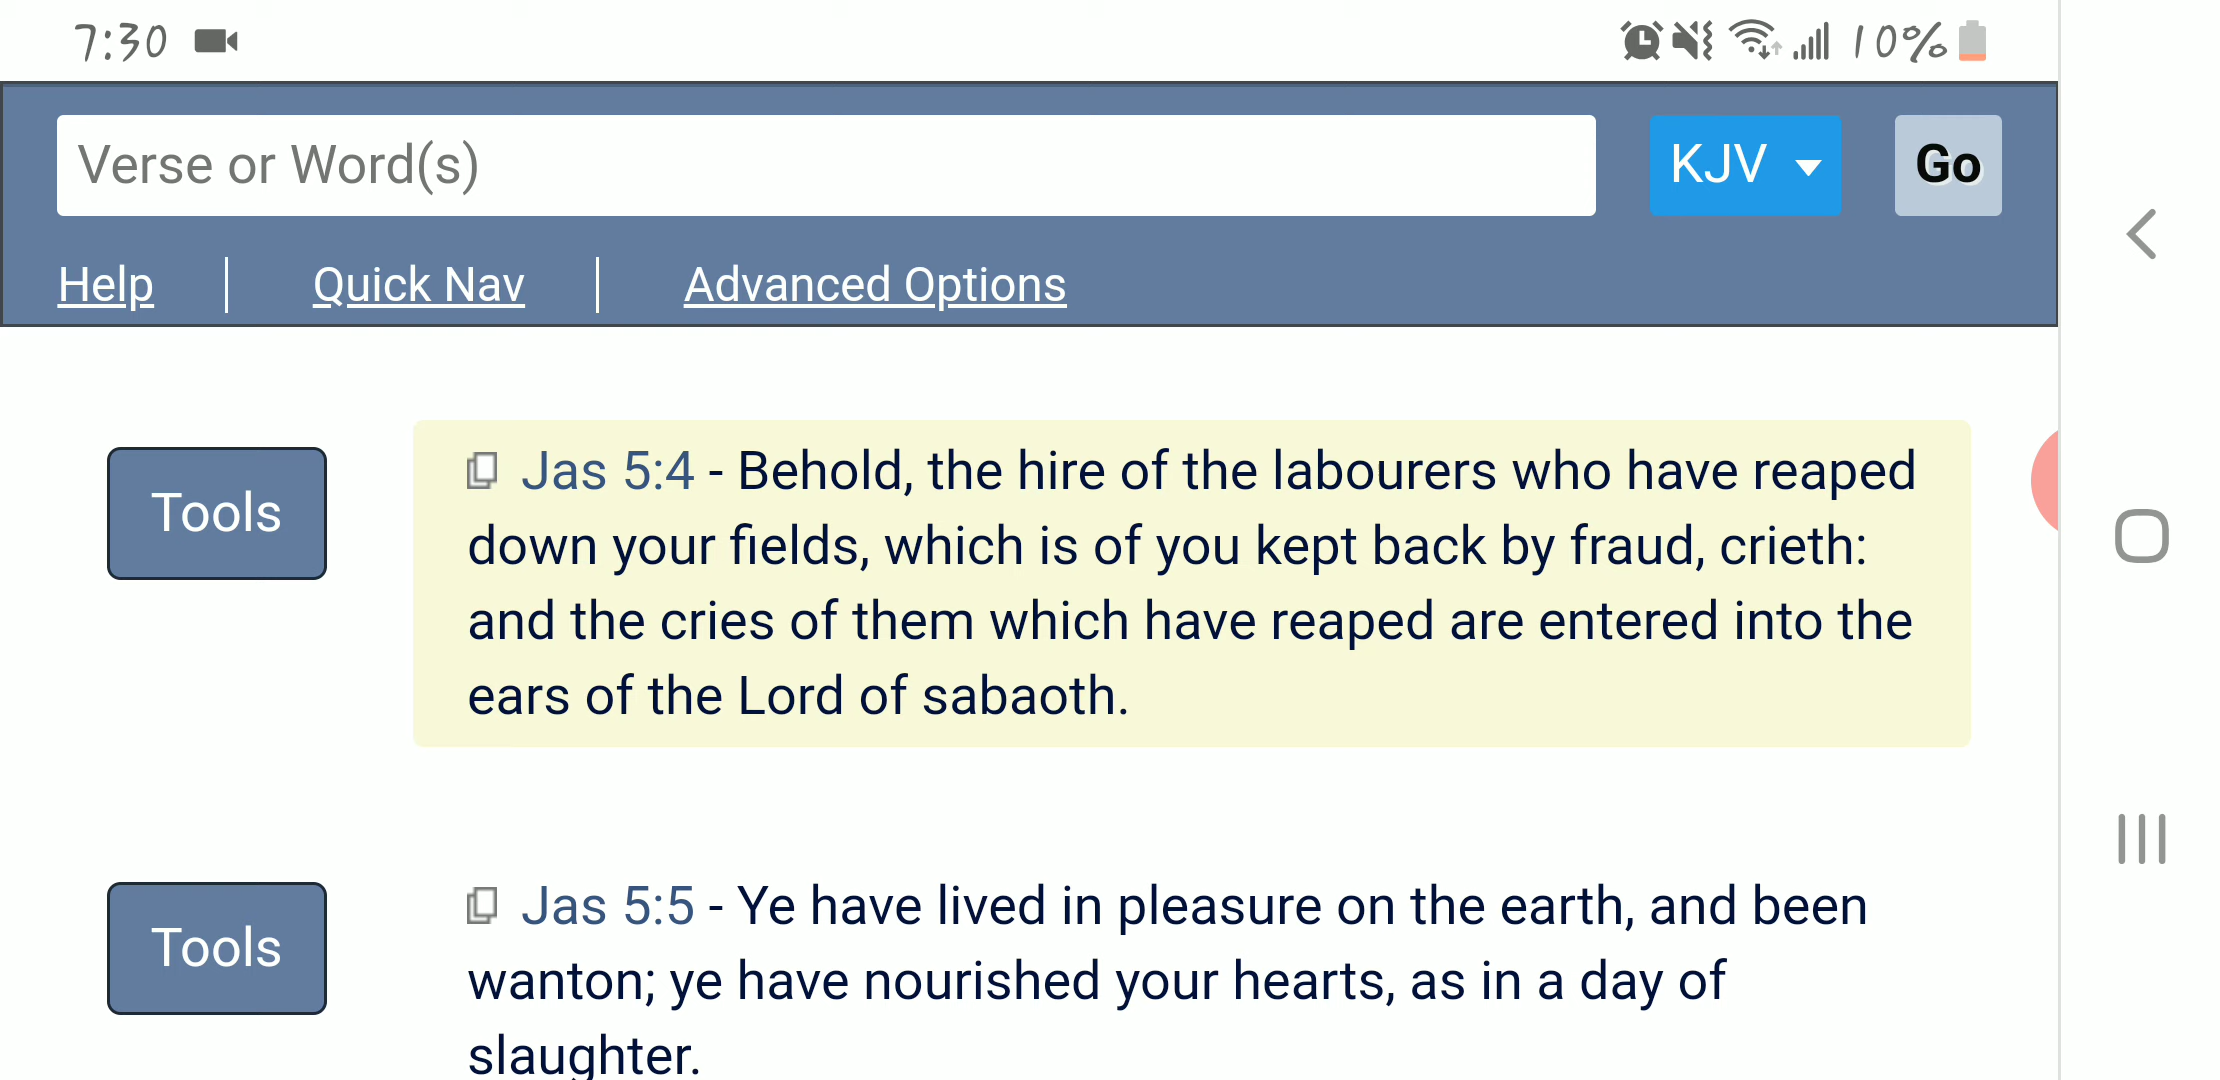 7:30 10%
Verse or Word(s) KJV Go
Help Quick Nav Advanced Options
Tools
Jas 5:4 - Behold, the hire of the labourers who have reaped
down your fields, which is of you kept back by fraud, crieth:
and the cries of them which have reaped are entered into the
ears of the Lord of sabaoth.
Tools
Jas 5:5 - Ye have lived in pleasure on the earth, and been
wanton; ye have nourished your hearts, as in a day of
slaughter.